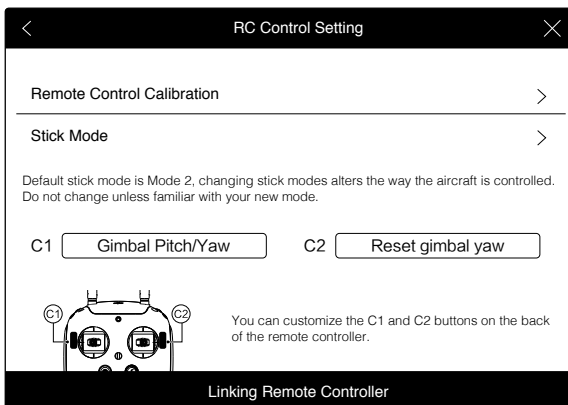 RC Control Setting
Remote Control Calibration
Stick Mode
Default stick mode is Mode 2, changing stick modes alters the way the aircraft is controlled.
Do not change unless familiar with your new mode.
C1 Gimbal Pitch/Yaw C2 Reset gimbal yaw
C1 C2
You can customize the C1 and C2 buttons on the back
of the remote controller.
Linking Remote Controller